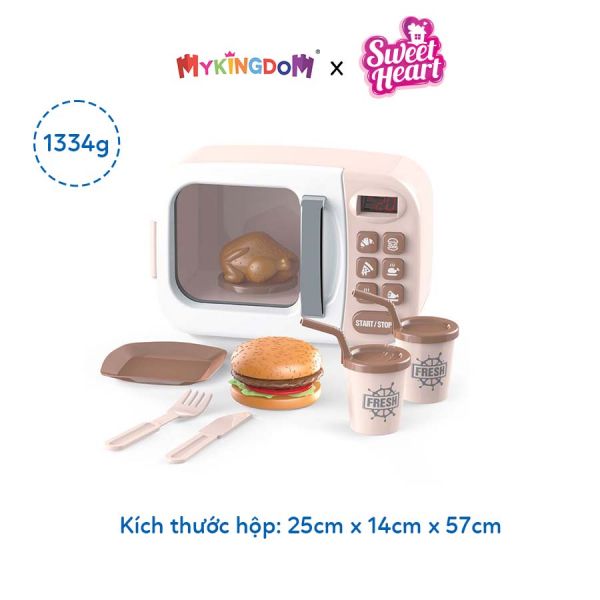 MYKINGDOM® x Sweet Heart
1334g
START/STOP
FRESH
FRESH
Kích thước hộp: 25cm x 14cm x 57cm